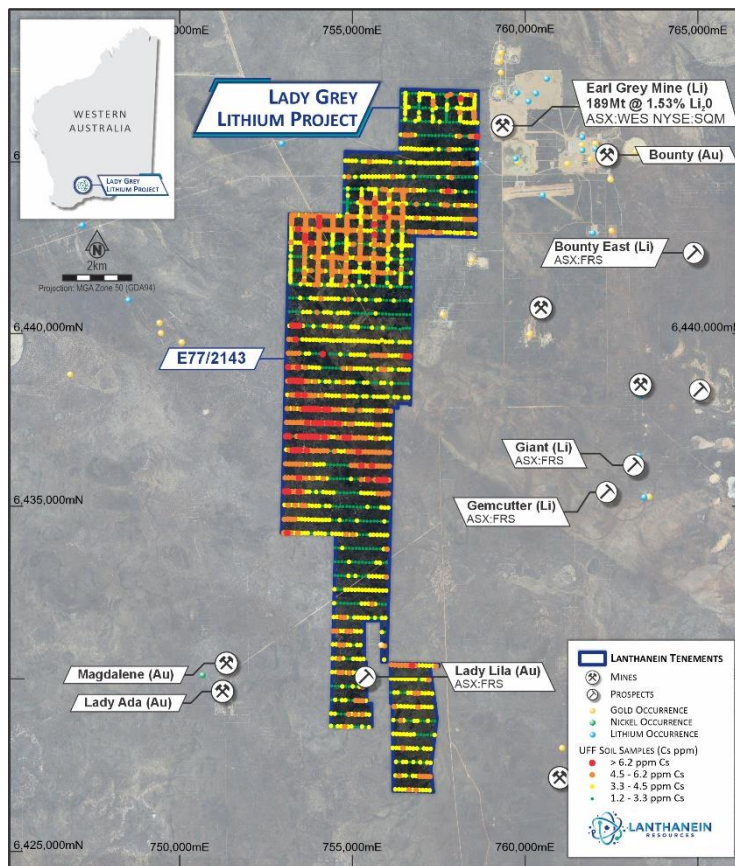 750,000mE
755,000mE
760,000mE
WESTERN
AUSTRALIA
LADY GREY
LITHIUM PROJECT
N
2km
Projection: MGA Zone 50 (GDA94)
LADY GREY
LITHIUM PROJECT
Earl Grey Mine (Li)
189Mt @ 1.53% Li₂0
ASX:WES NYSE:SQM
Bounty (Au)
Bounty East (Li)
ASX:FRS
6,440,000mN
6,440,000mN
E77/2143
Giant (Li)
ASX:FRS
Gemcutter (Li)
ASX:FRS
6,435,000mN
Magdalene (Au)
Lady Ada (Au)
Lady Lila (Au)
ASX:FRS
LANTHANEIN TENEMENTS
MINES
PROSPECTS
GOLD OCCURRENCE
NICKEL OCCURRENCE
LITHIUM OCCURRENCE
UFF SOIL SAMPLES (Cs ppm)
> 6.2 ppm Cs
4.5 - 6.2 ppm Cs
3.3 - 4.5 ppm Cs
1.2 - 3.3 ppm Cs
LANTHANEIN
RESOURCES
6,425,000mN
750,000mE
755,000mE